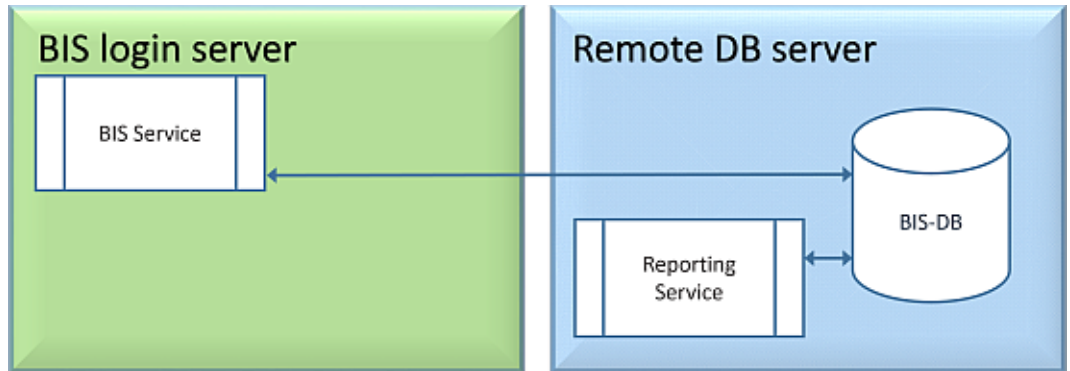 BIS login server
BIS Service
Remote DB server
BIS-DB
Reporting
Service